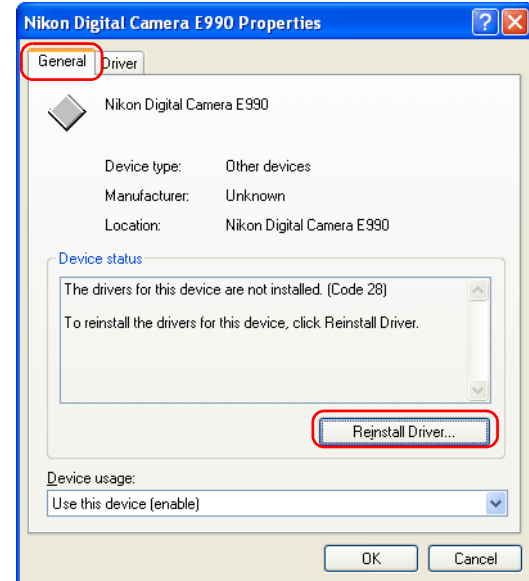 Nikon Digital Camera E990 Properties
General Driver
Nikon Digital Camera E990
Device type: Other devices
Manufacturer: Unknown
Location: Nikon Digital Camera E990
Device status
The drivers for this device are not installed. (Code 28)
To reinstall the drivers for this device, click Reinstall Driver.
Reinstall Driver...
Device usage:
Use this device (enable)
OK Cancel